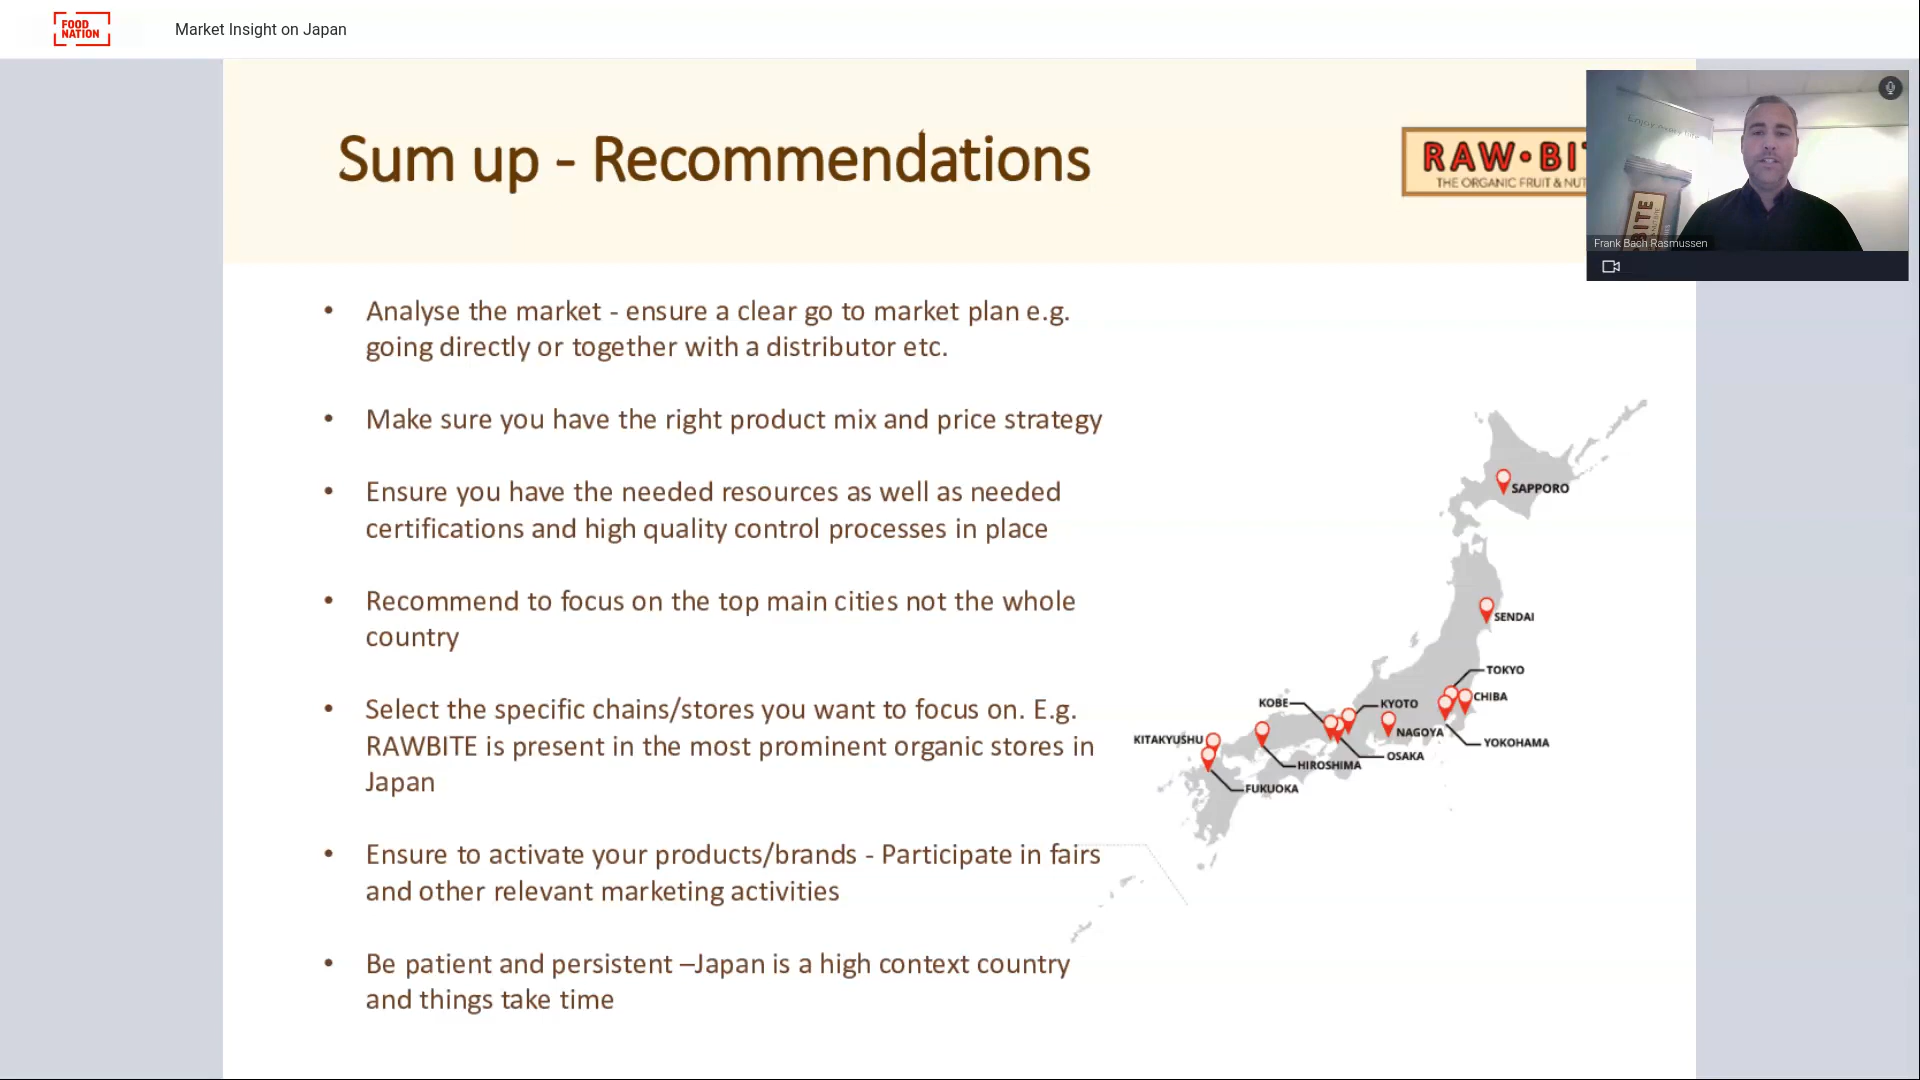 FOOD
NATION
Market Insight on Japan
Sum up - Recommendations
RAW•BI
THE ORGANIC FRUIT & NUT
Enjoy
BITE
Frank Bach Rasmussen
• Analyse the market - ensure a clear go to market plan e.g.
going directly or together with a distributor etc.
• Make sure you have the right product mix and price strategy
• Ensure you have the needed resources as well as needed
certifications and high quality control processes in place
• Recommend to focus on the top main cities not the whole
country
• Select the specific chains/stores you want to focus on. E.g.
RAWBITE is present in the most prominent organic stores in
Japan
• Ensure to activate your products/brands - Participate in fairs
and other relevant marketing activities
• Be patient and persistent –Japan is a high context country
and things take time
SAPPORO
SENDAI
TOKYO
CHIBA
KOBE
KYOTO
NAGOYA
YOKOHAMA
KITAKYUSHU
OSAKA
HIROSHIMA
FUKUOKA